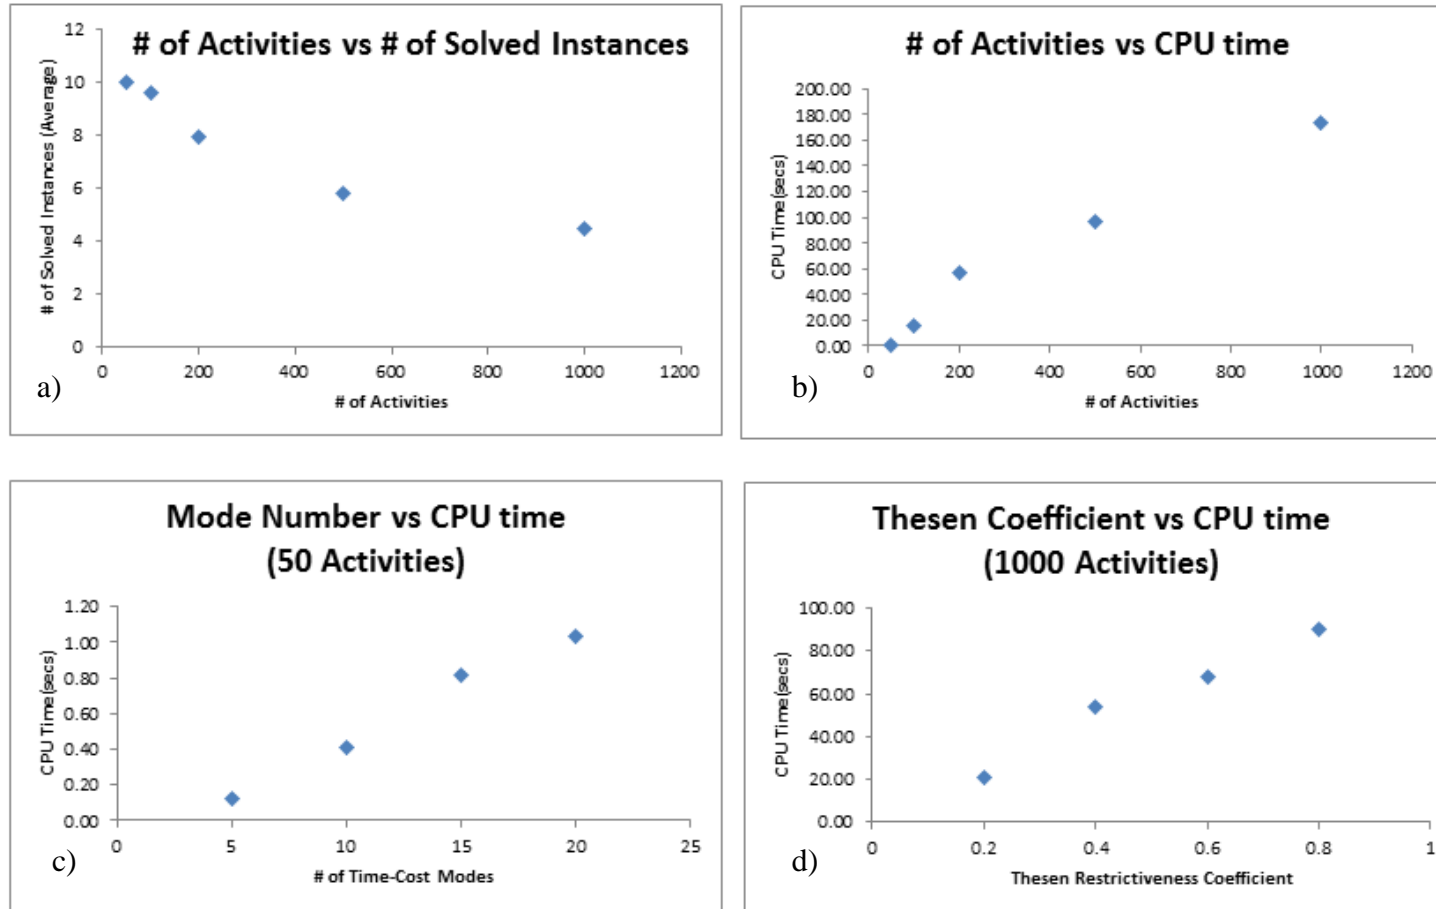 # of Activities vs # of Solved Instances
# of Solved Instances (Average)
12
10
8
6
4
2
0
0 200 400 600 800 1000 1200
# of Activities
a)
# of Activities vs CPU time
CPU Time(secs)
200.00
180.00
160.00
140.00
120.00
100.00
80.00
60.00
40.00
20.00
0.00
0 200 400 600 800 1000 1200
# of Activities
b)
Mode Number vs CPU time
(50 Activities)
CPU Time(secs)
1.20
1.00
0.80
0.60
0.40
0.20
0.00
0 5 10 15 20 25
# of Time-Cost Modes
c)
Thesen Coefficient vs CPU time
(1000 Activities)
CPU Time(secs)
100.00
80.00
60.00
40.00
20.00
0.00
0 0.2 0.4 0.6 0.8 1
Thesen Restrictiveness Coefficient
d)